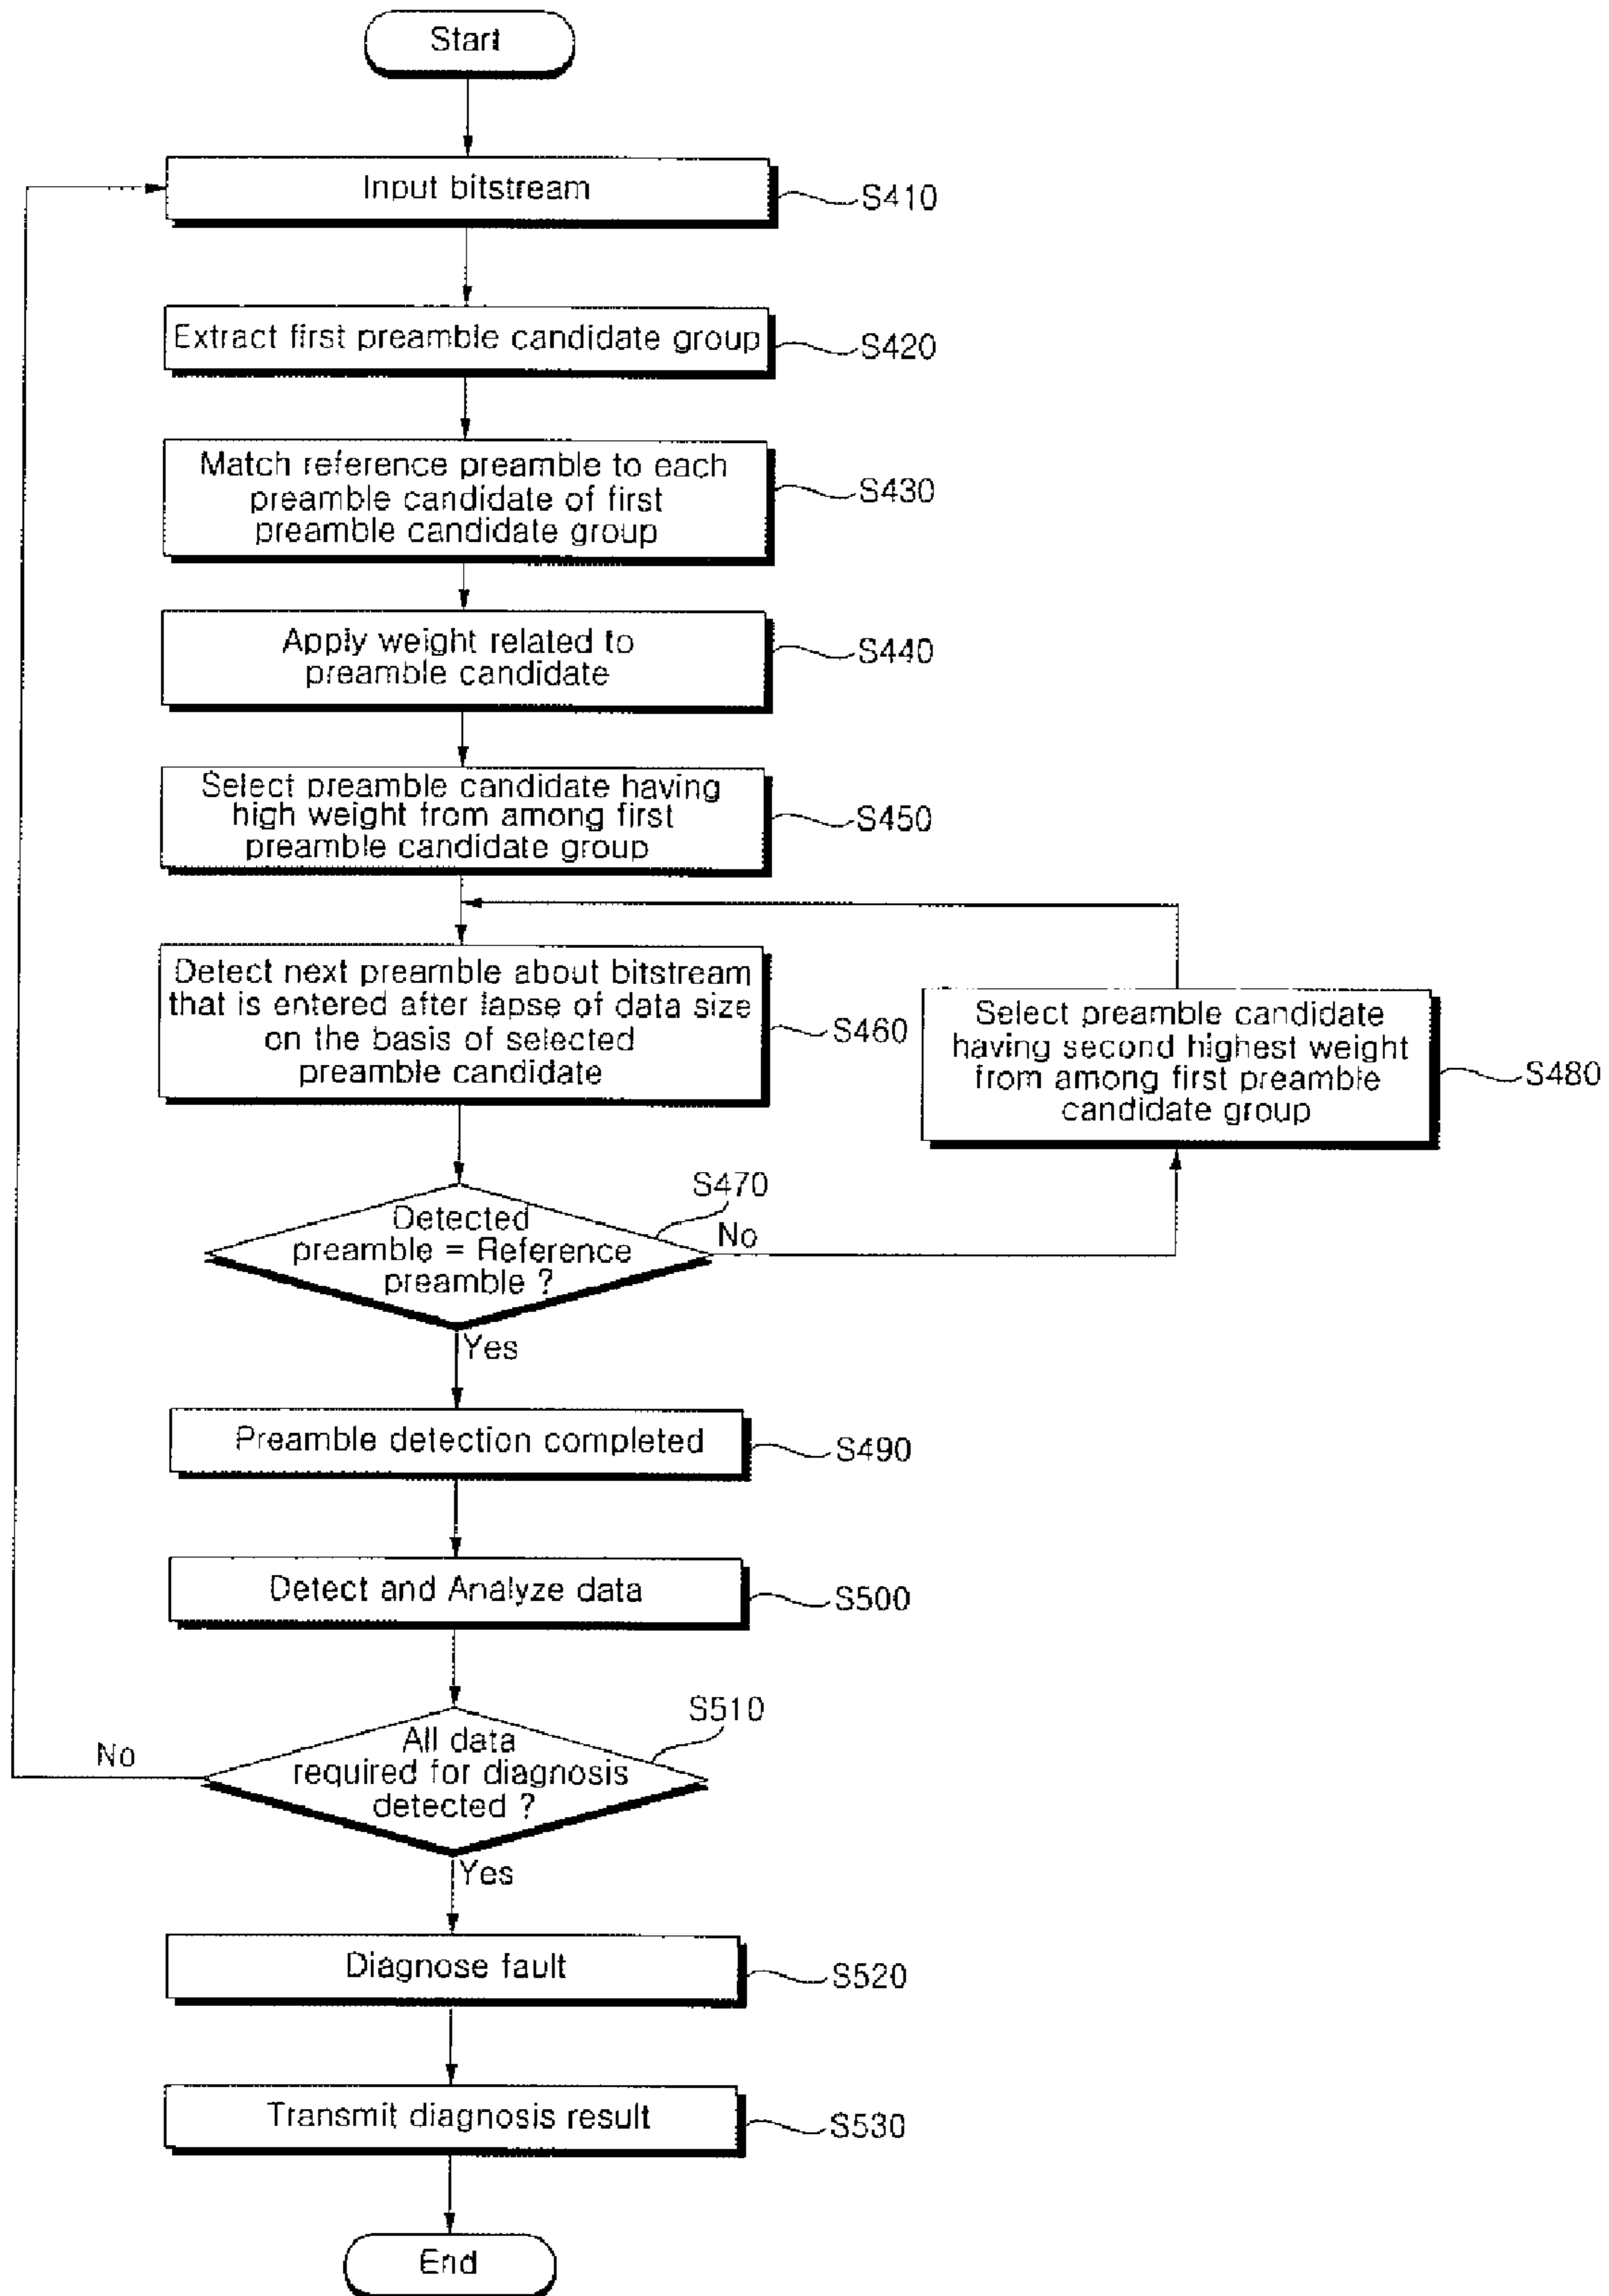 Start
Input bitstream
S410
Extract first preamble candidate group
S420
Match reference preamble to each
preamble candidate of first
preamble candidate group
S430
Apply weight related to
preamble candidate
S440
Select preamble candidate having
high weight from among first
preamble candidate group
S450
Detect next preamble about bitstream
that is entered after lapse of data size
on the basis of selected
preamble candidate
S460
Select preamble candidate
having second highest weight
from among first preamble
candidate group
S480
S470
Detected
preamble = Reference
preamble ?
No
Yes
Preamble detection completed
S490
Detect and Analyze data
S500
S510
All data
required for diagnosis
detected ?
No
Yes
Diagnose fault
S520
Transmit diagnosis result
S530
End